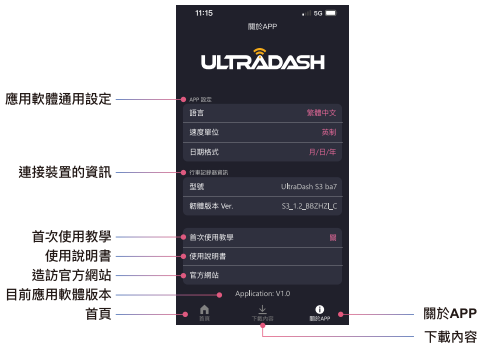 11:15
5G
關於APP
ULTRADASH
應用軟體通用設定
APP 設定
語言 繁體中文
速度單位 英制
日期格式 月/日/年
連接裝置的資訊
行車記錄器資訊
型號 UltraDash S3 ba7
韌體版本 Ver. S3_1.2_BBZHZI_C
首次使用教學
首次使用教學 關
使用說明書
使用說明書
造訪官方網站
官方網站
目前應用軟體版本
Application: V1.0
首頁
首頁
下載內容
關於APP
關於APP
下載內容